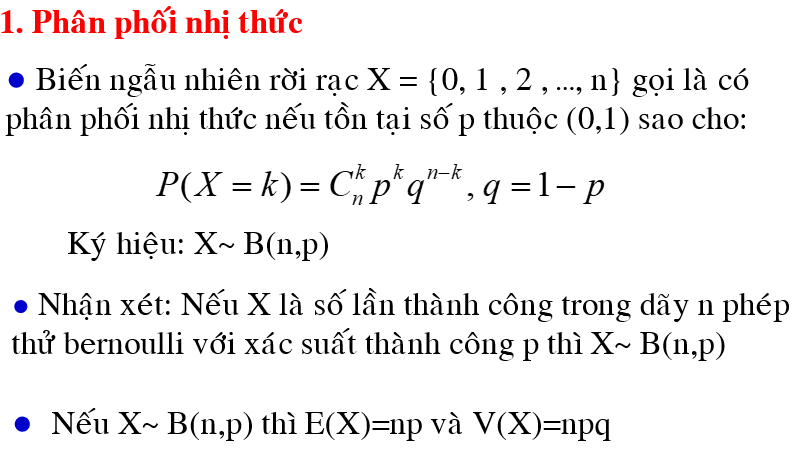 1. Phân phối nhị thức
● Biến ngẫu nhiên rời rạc X = {0, 1 , 2 , ..., n} gọi là có
phân phối nhị thức nếu tồn tại số p thuộc (0,1) sao cho:
P(X = k) = C_n^k p^k q^{n−k} , q = 1 − p
Ký hiệu: X~ B(n,p)
● Nhận xét: Nếu X là số lần thành công trong dãy n phép
thử bernoulli với xác suất thành công p thì X~ B(n,p)
● Nếu X~ B(n,p) thì E(X)=np và V(X)=npq